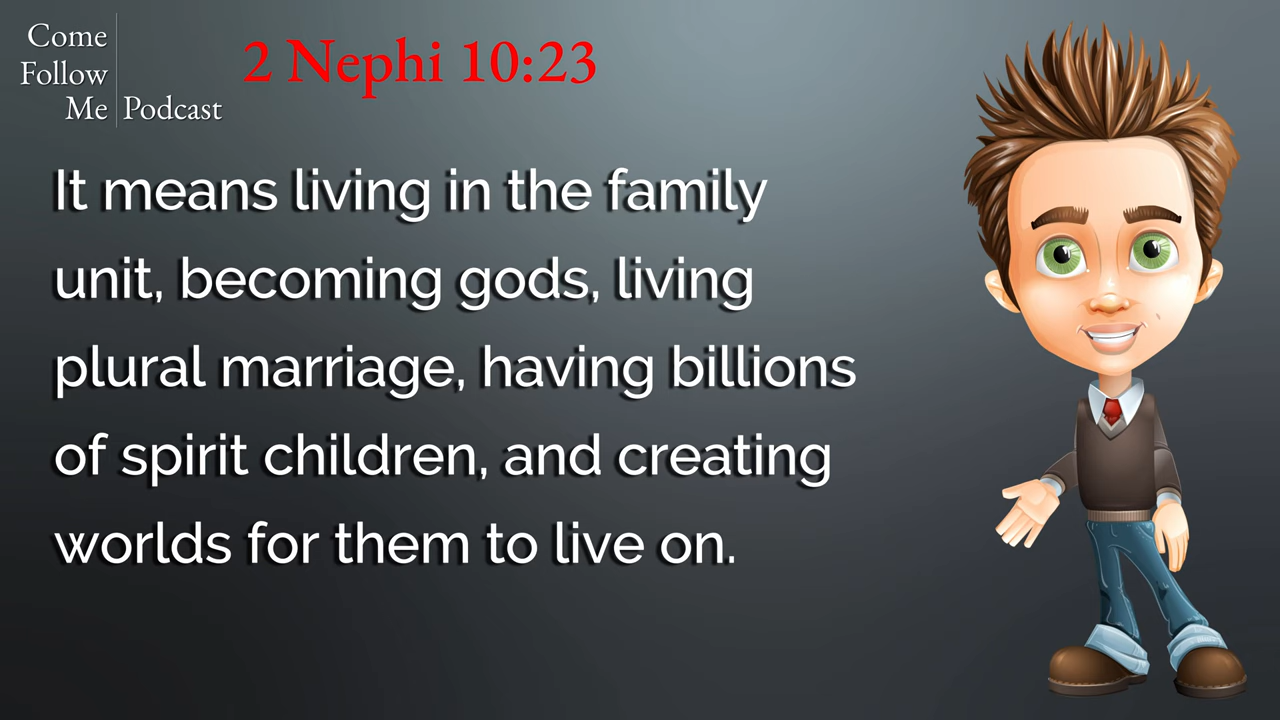 Come
Follow
Me Podcast
2 Nephi 10:23
It means living in the family
unit, becoming gods, living
plural marriage, having billions
of spirit children, and creating
worlds for them to live on.